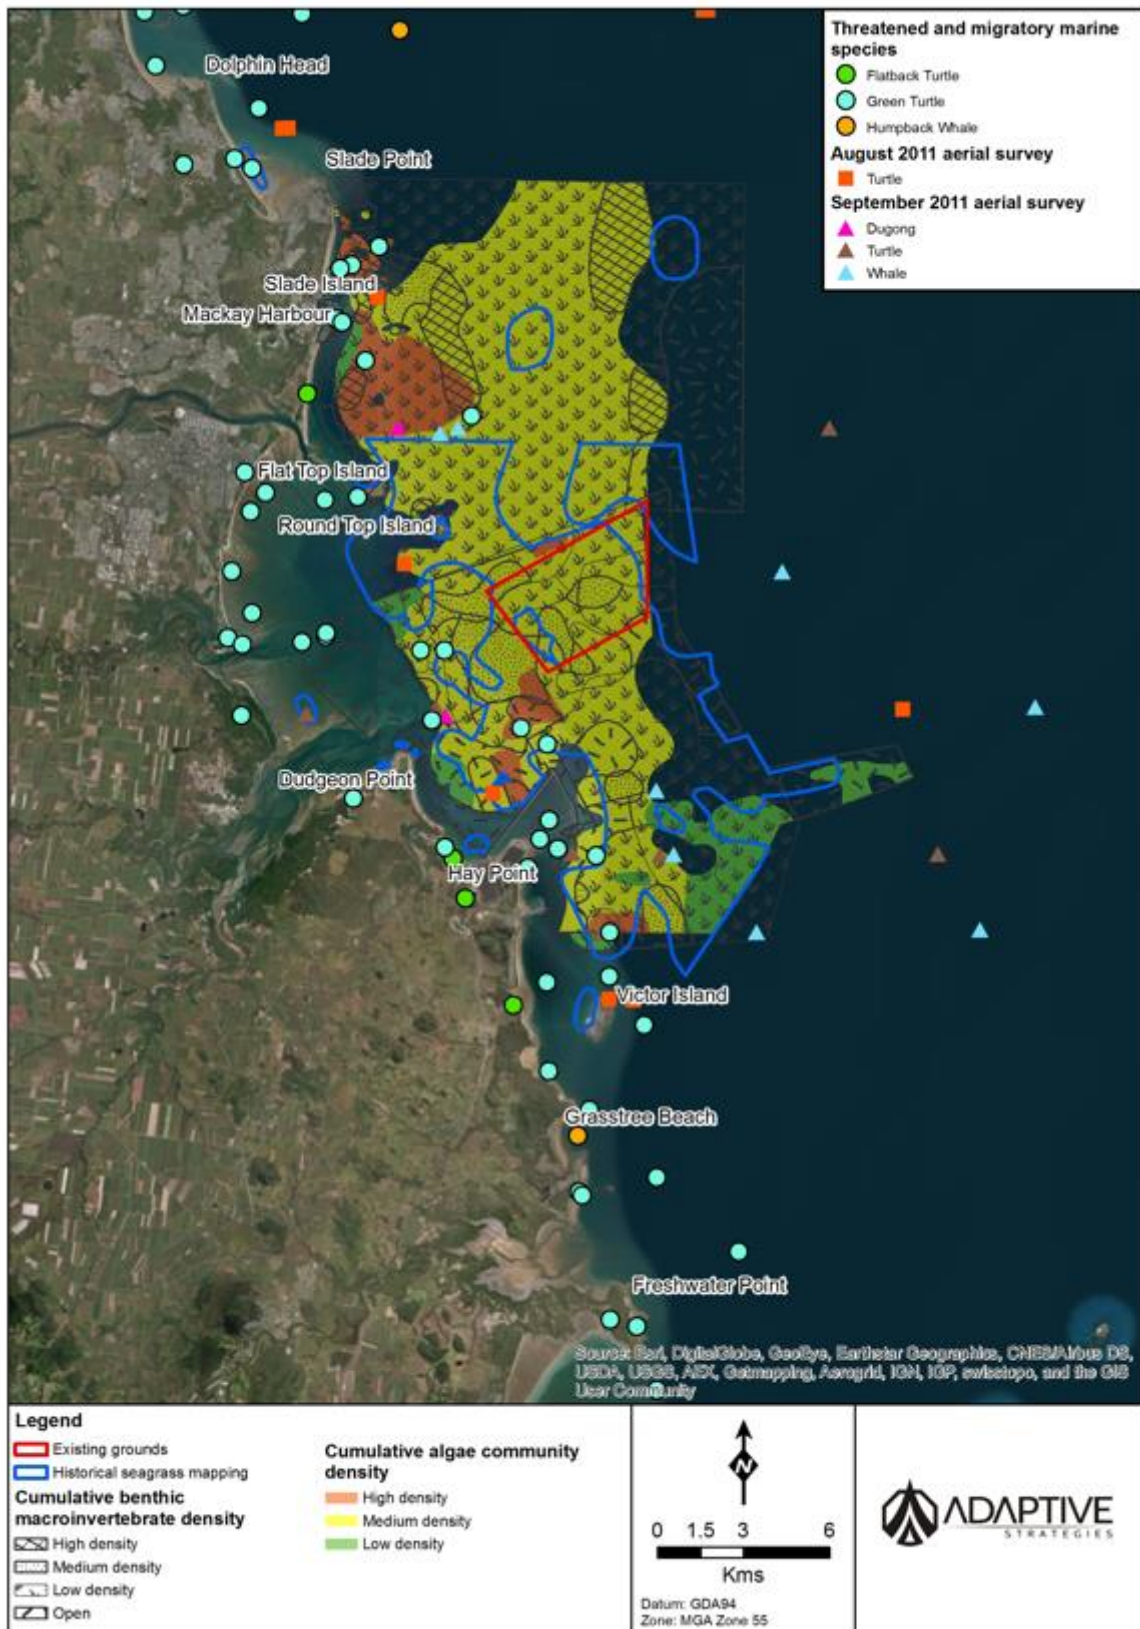 Threatened and migratory marine
species
Flatback Turtle
Green Turtle
Humpback Whale
August 2011 aerial survey
Turtle
September 2011 aerial survey
Dugong
Turtle
Whale
Dolphin Head
Slade Point
Slade Island
Mackay Harbour
Flat Top Island
Round Top Island
Dudgeon Point
Hay Point
Victor Island
Grasstree Beach
Freshwater Point
Source: Esri, DigitalGlobe, GeoEye, Earthstar Geographics, CNES/Airbus DS,
USDA, USGS, AEX, Getmapping, Aerogrid, IGN, IGP, swisstopo, and the GIS
User Community
Legend
Existing grounds
Historical seagrass mapping
Cumulative benthic
macroinvertebrate density
High density
Medium density
Low density
Open
Cumulative algae community
density
High density
Medium density
Low density
N
0 1.5 3 6
Kms
Datum: GDA94
Zone: MGA Zone 55
ADAPTIVE
STRATEGIES